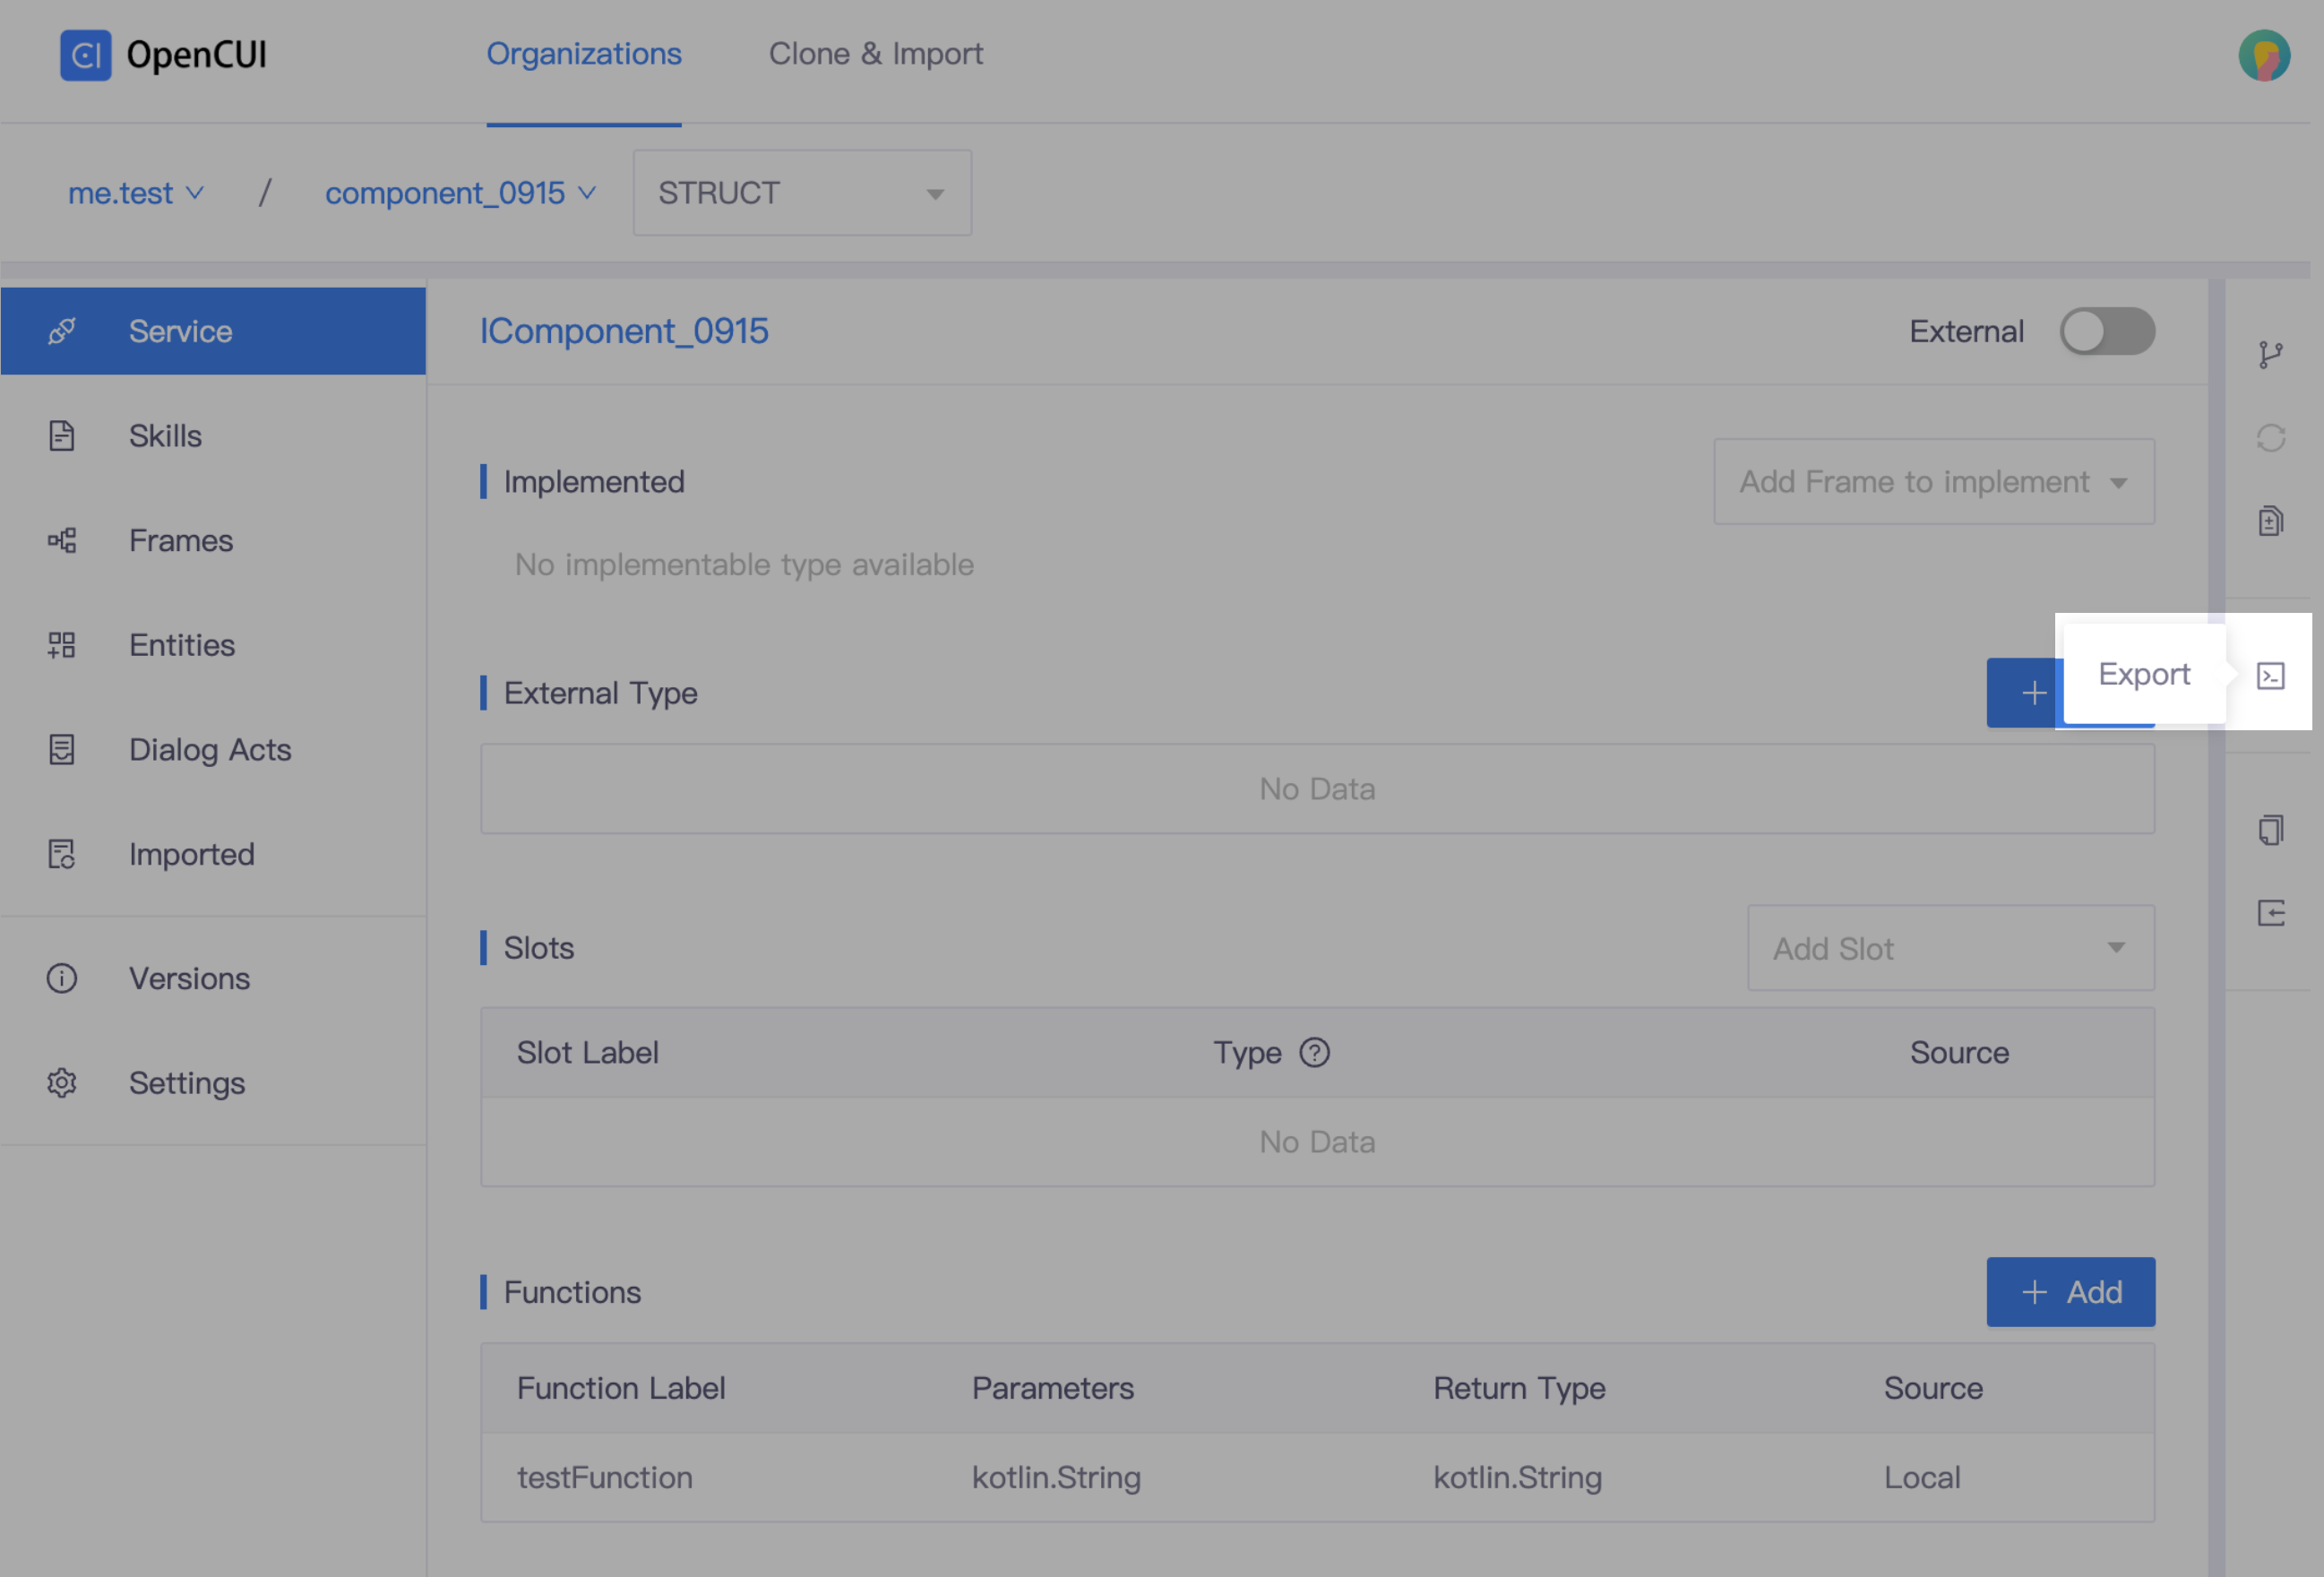 OpenCUI
Organizations
Clone & Import
me.test / component_0915
STRUCT
Service
Skills
Frames
Entities
Dialog Acts
Imported
Versions
Settings
IComponent_0915
External
Implemented
Add Frame to implement
No implementable type available
External Type
+
Export
No Data
Slots
Add Slot
Slot Label Type Source
No Data
Functions
+ Add
Function Label Parameters Return Type Source
testFunction kotlin.String kotlin.String Local